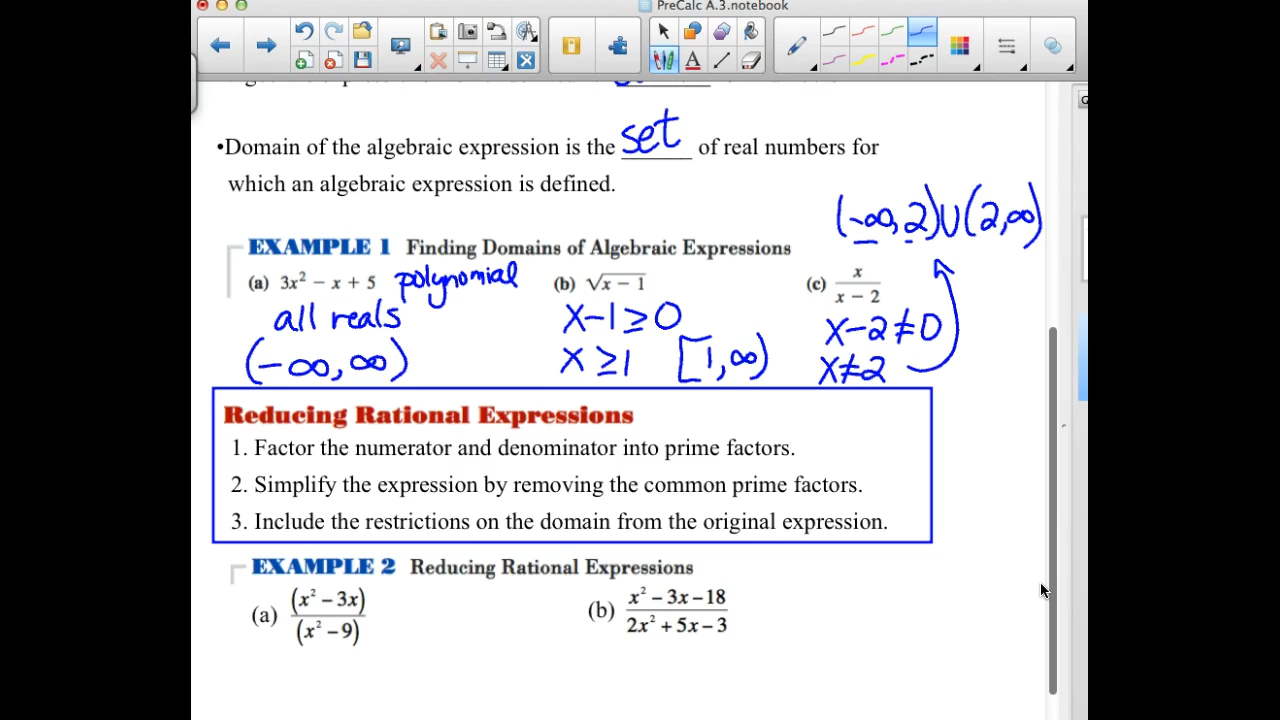 PreCalc A.3.notebook
•Domain of the algebraic expression is the set of real numbers for
which an algebraic expression is defined.
(-∞, 2)∪(2, ∞)
EXAMPLE 1 Finding Domains of Algebraic Expressions
(a) 3x² − x + 5 polynomial (b) √x − 1 (c) x / x − 2
all reals x-1 ≥ 0 x-2 ≠ 0
(-∞, ∞) x ≥ 1 [1, ∞) x ≠ 2
Reducing Rational Expressions
1. Factor the numerator and denominator into prime factors.
2. Simplify the expression by removing the common prime factors.
3. Include the restrictions on the domain from the original expression.
EXAMPLE 2 Reducing Rational Expressions
(a) (x² − 3x) / (x² − 9) (b) x² − 3x − 18 / 2x² + 5x − 3